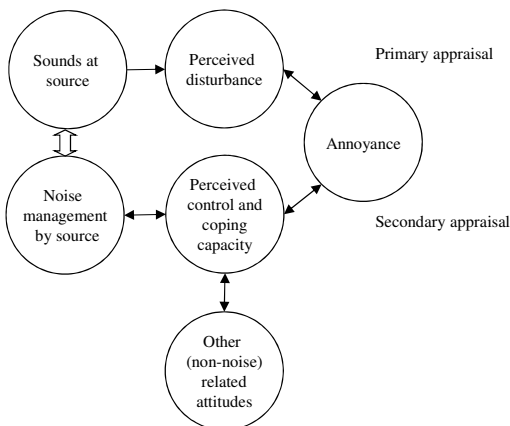 Sounds at
source
Perceived
disturbance
Primary appraisal
Annoyance
Noise
management
by source
Perceived
control and
coping
capacity
Secondary appraisal
Other
(non-noise)
related
attitudes